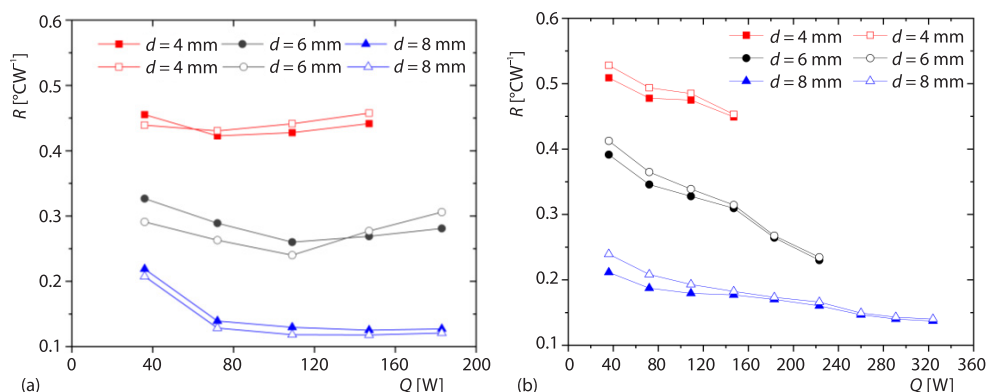 0.6
0.5
0.4
0.3
0.2
0.1
R [°CW⁻¹]
d = 4 mm d = 6 mm d = 8 mm
d = 4 mm d = 6 mm d = 8 mm
0 40 80 120 160 200
(a) Q [W]
0.6
0.5
0.4
0.3
0.2
0.1
R [°CW⁻¹]
d = 4 mm d = 4 mm
d = 6 mm d = 6 mm
d = 8 mm d = 8 mm
0 40 80 120 160 200 240 280 320 360
(b) Q [W]